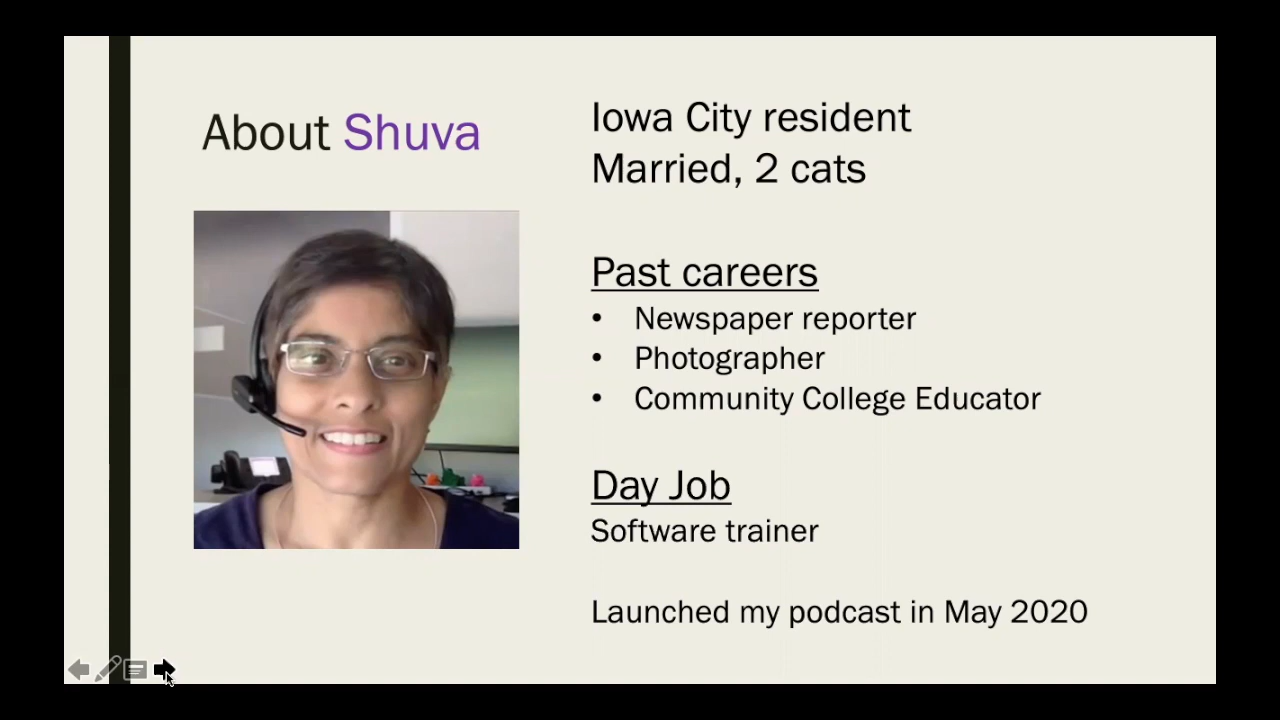 About Shuva
Iowa City resident
Married, 2 cats
Past careers
• Newspaper reporter
• Photographer
• Community College Educator
Day Job
Software trainer
Launched my podcast in May 2020